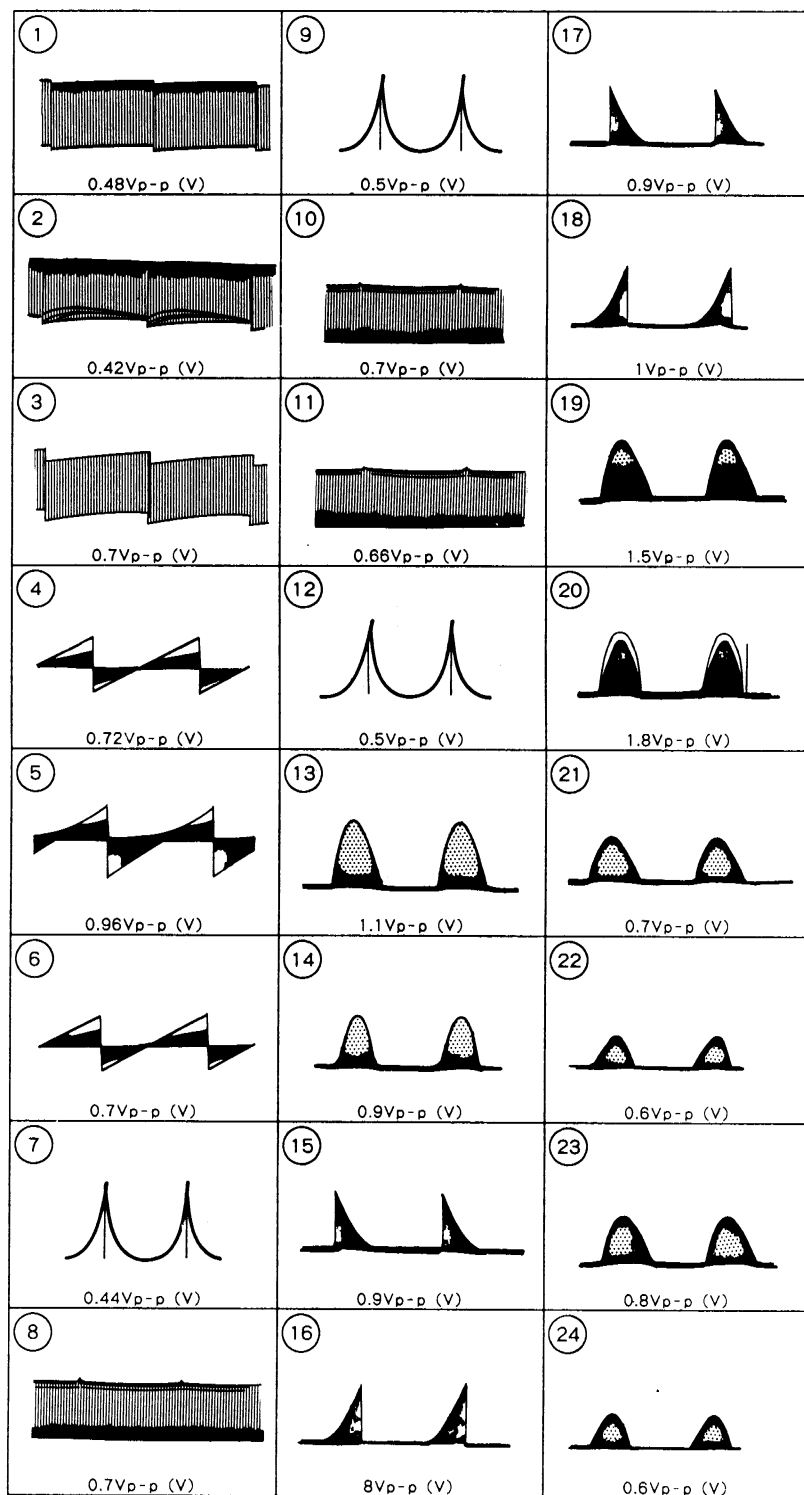 1
0.48Vp-p (V)
2
0.42Vp-p (V)
3
0.7Vp-p (V)
4
0.72Vp-p (V)
5
0.96Vp-p (V)
6
0.7Vp-p (V)
7
0.44Vp-p (V)
8
0.7Vp-p (V)
9
0.5Vp-p (V)
10
0.7Vp-p (V)
11
0.66Vp-p (V)
12
0.5Vp-p (V)
13
1.1Vp-p (V)
14
0.9Vp-p (V)
15
0.9Vp-p (V)
16
8Vp-p (V)
17
0.9Vp-p (V)
18
1Vp-p (V)
19
1.5Vp-p (V)
20
1.8Vp-p (V)
21
0.7Vp-p (V)
22
0.6Vp-p (V)
23
0.8Vp-p (V)
24
0.6Vp-p (V)